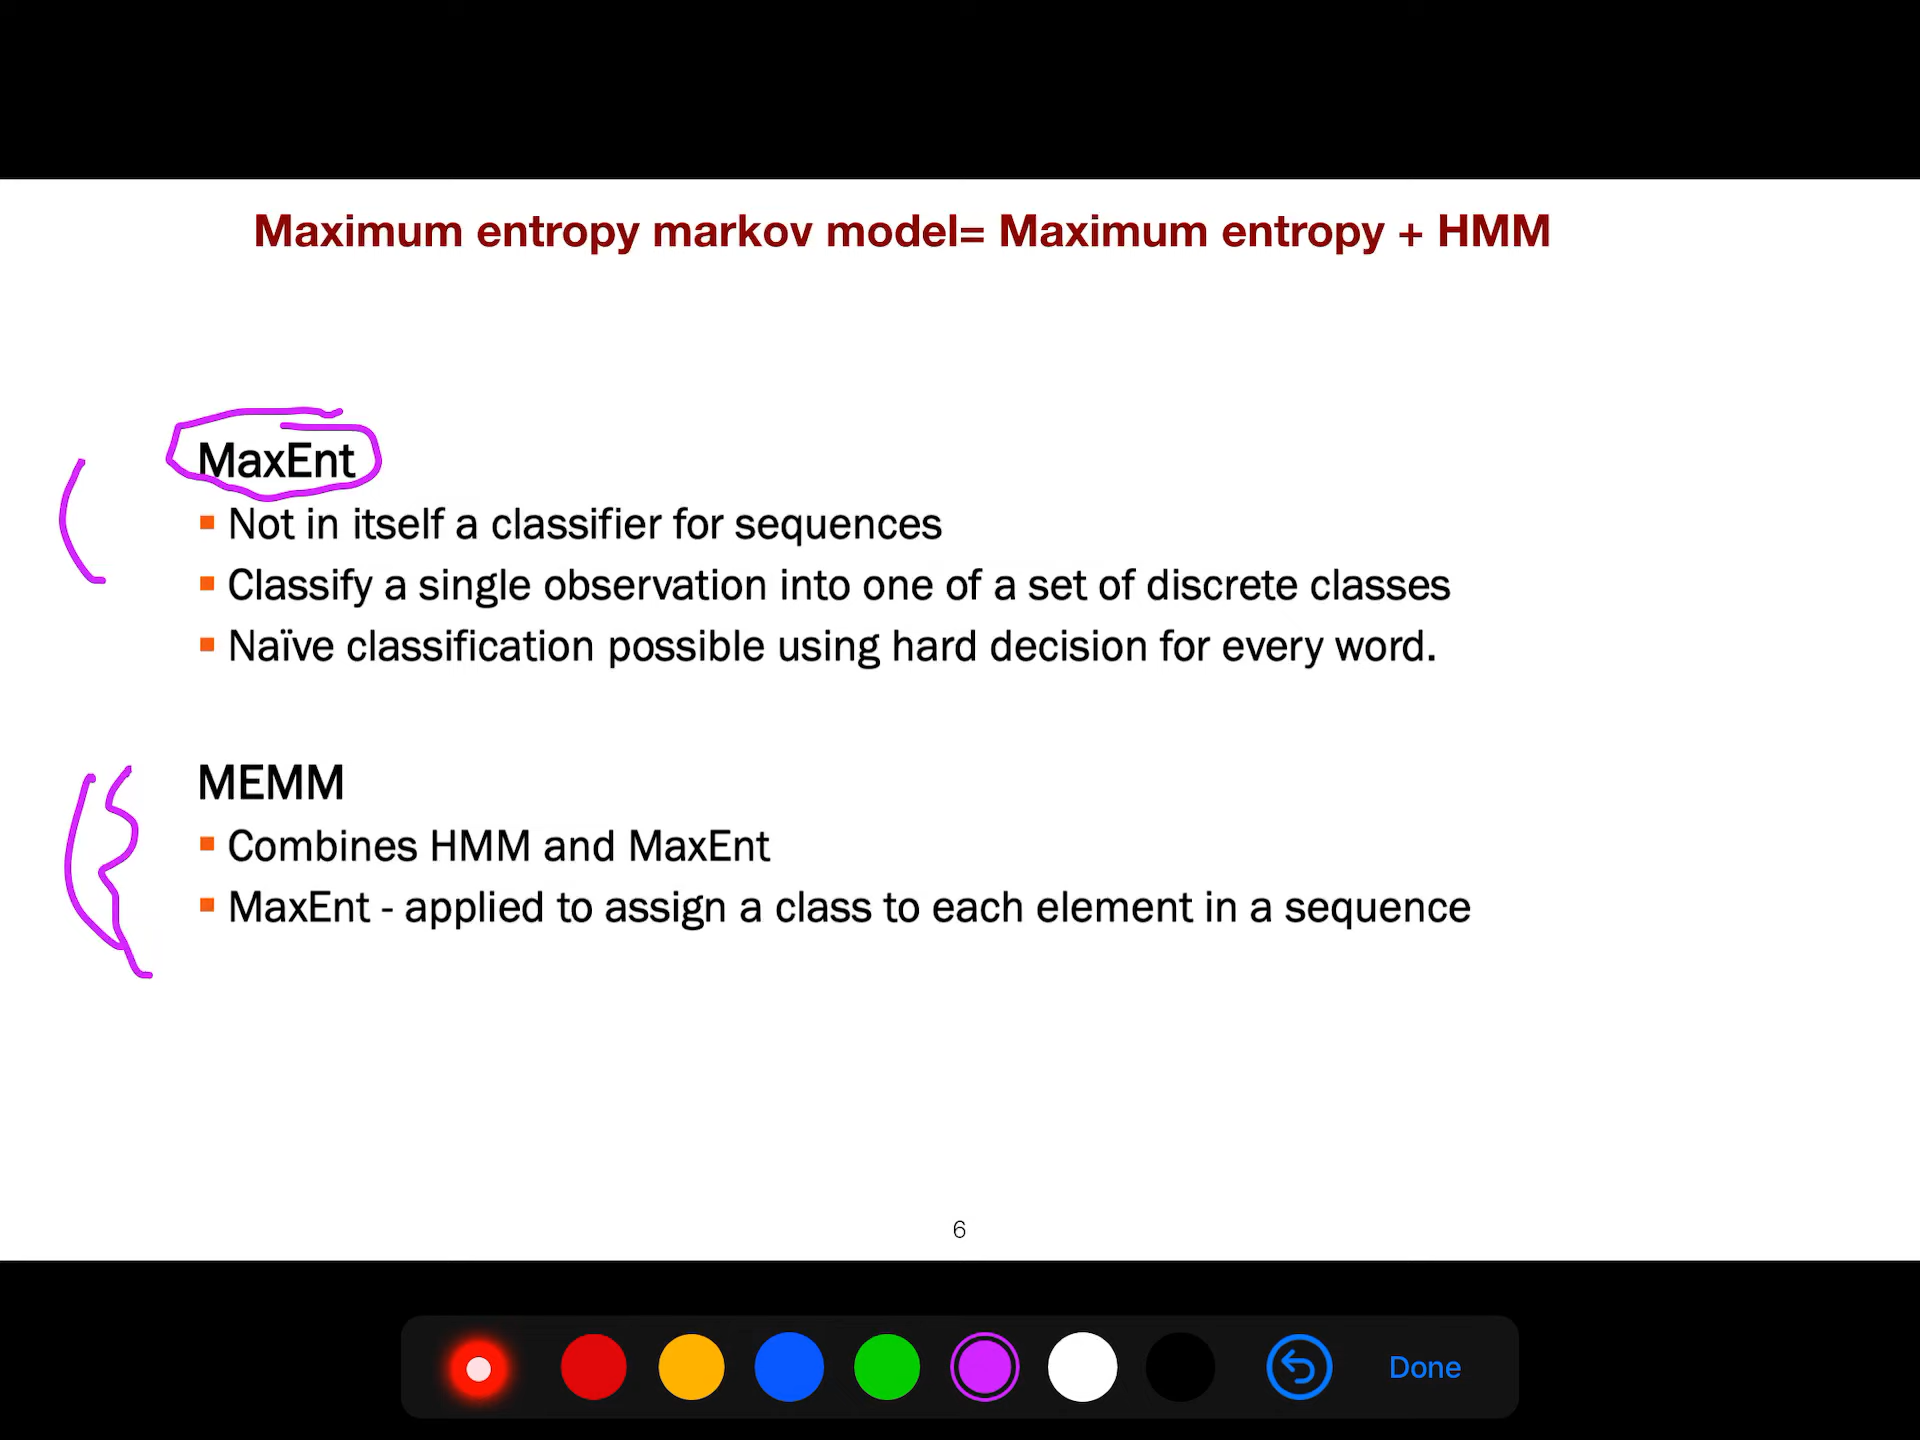 Maximum entropy markov model= Maximum entropy + HMM
MaxEnt
▪ Not in itself a classifier for sequences
▪ Classify a single observation into one of a set of discrete classes
▪ Naïve classification possible using hard decision for every word.
MEMM
▪ Combines HMM and MaxEnt
▪ MaxEnt - applied to assign a class to each element in a sequence
6
Done